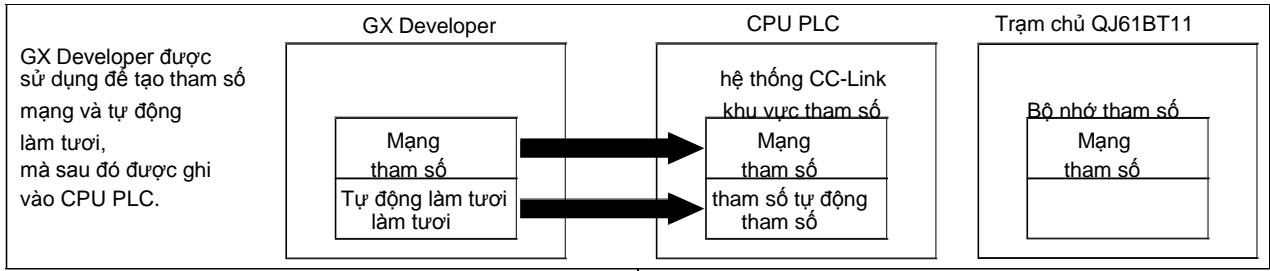 GX Developer được
sử dụng để tạo tham số
mạng và tự động
làm tươi,
mà sau đó được ghi
vào CPU PLC.
GX Developer
Mạng
tham số
Tự động làm tươi
làm tươi
CPU PLC
hệ thống CC-Link
khu vực tham số
Mạng
tham số
tham số tự động
tham số
Trạm chủ QJ61BT11
Bộ nhớ tham số
Mạng
tham số